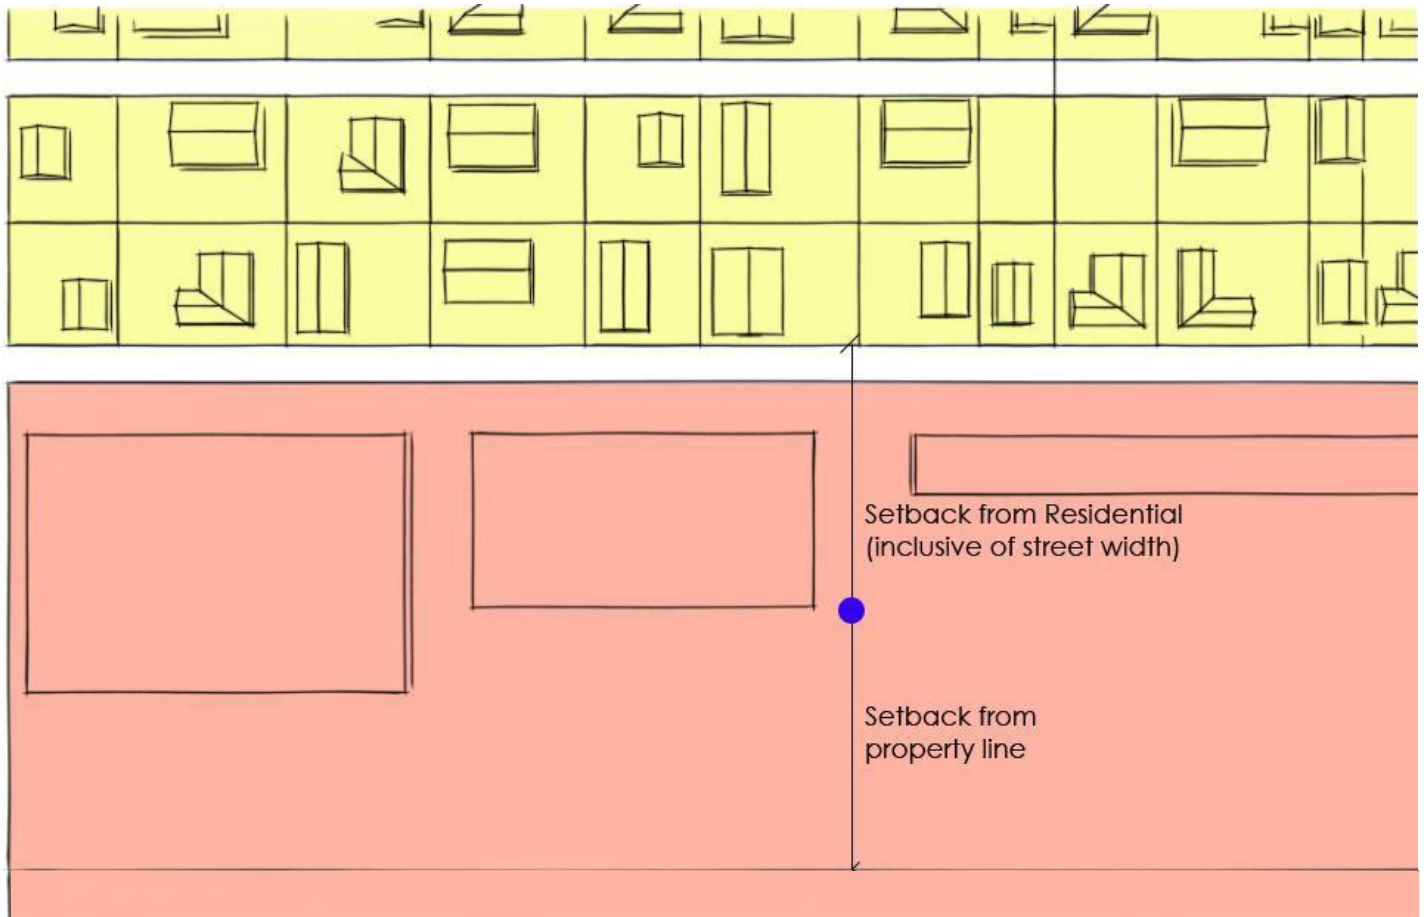 Setback from Residential
(inclusive of street width)
Setback from
property line